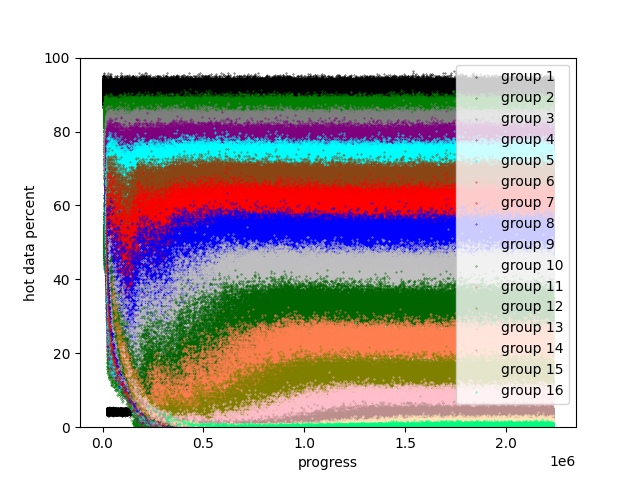 100
80
60
40
20
0
hot data percent
0.0
0.5
1.0
1.5
2.0
1e6
progress
group 1
group 2
group 3
group 4
group 5
group 6
group 7
group 8
group 9
group 10
group 11
group 12
group 13
group 14
group 15
group 16